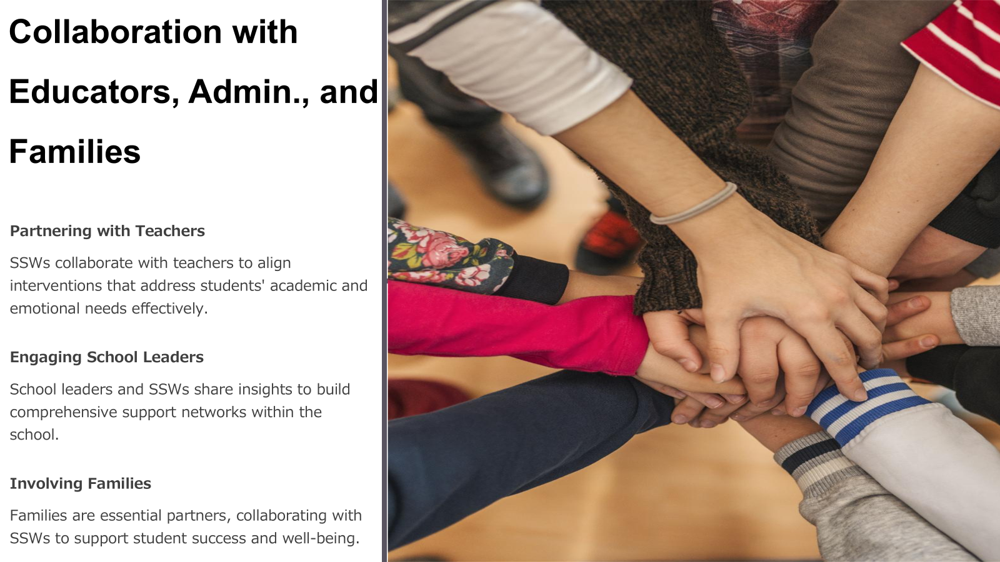 Collaboration with
Educators, Admin., and
Families
Partnering with Teachers
SSWs collaborate with teachers to align
interventions that address students' academic and
emotional needs effectively.
Engaging School Leaders
School leaders and SSWs share insights to build
comprehensive support networks within the
school.
Involving Families
Families are essential partners, collaborating with
SSWs to support student success and well-being.